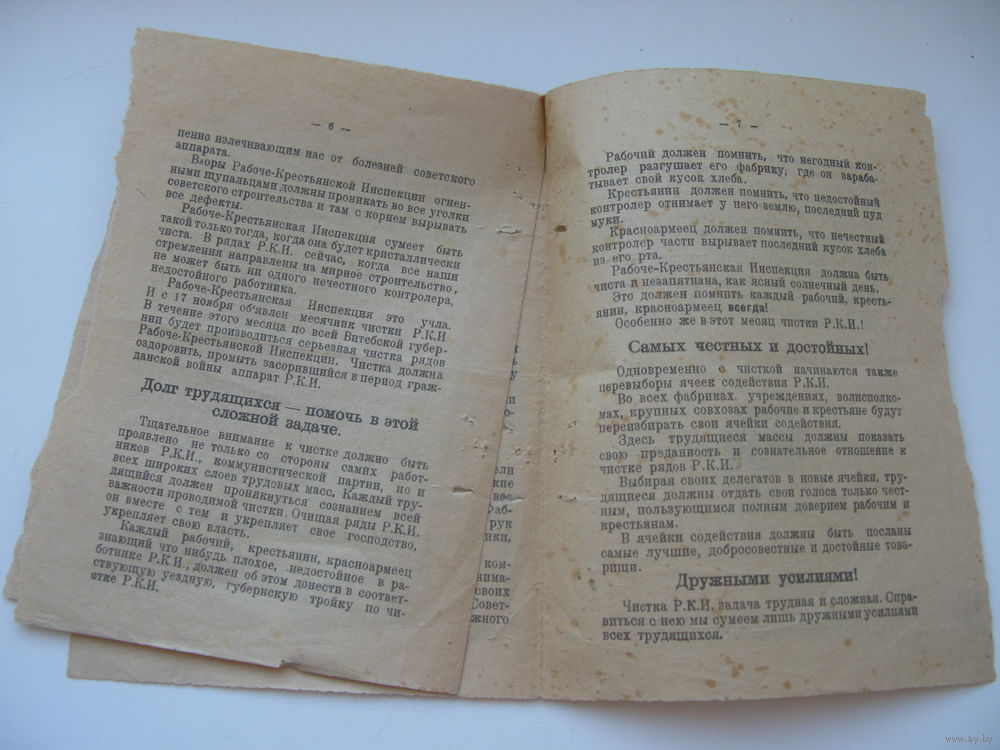 — 6 —
пенно излечивающим нас от болезней советского
аппарата.
Взоры Рабоче-Крестьянской Инспекции огнен-
ными щупальцами должны проникать во все уголки
советского строительства и там с корнем вырывать
все дефекты.
Рабоче-Крестьянская Инспекция сумеет быть
такой только тогда, когда она будет кристаллически
чиста. В рядах Р.К.И. сейчас, когда все наши
стремления направлены на мирное строительство,
не может быть ни одного нечестного контролера,
недостойного работника.
Рабоче-Крестьянская Инспекция это учла.
И с 17 ноября об'явлен месячник чистки Р.К.И
В течение этого месяца по всей Витебской губер-
нии будет производиться серьезная чистка рядов
Рабоче-Крестьянской Инспекции. Чистка должна
оздоровить, промыть засорившийся в период граж-
данской войны аппарат Р.К.И.
Долг трудящихся — помочь в этой
сложной задаче.
Тщательное внимание к чистке должно быть
проявлено не только со стороны самих работ-
ников Р.К.И., коммунистической партии, но и
всех широких слоев трудовых масс. Каждый тру-
дящийся должен проникнуться сознанием всей
важности проводимой чистки. Очищая ряды Р.К.И.
он вместе с тем и укрепляет свое господство,
укрепляет свою власть.
Каждый рабочий, крестьянин, красноармеец
знающий что нибудь плохое, недостойное в ра-
ботнике Р.К.И., должен об этом донести в соответ-
ствующую уездную, губернскую тройку по чи-
стке Р.К.И.
— 7 —
Рабочий должен помнить, что негодный кон-
тролер разгушает его фабрику, где он зараба-
тывает свой кусок хлеба.
Крестьянин должен помнить, что недостойный
контролер отнимает у него землю, последний пуд
муки.
Красноармеец должен помнить, что нечестный
контролер части вырывает последний кусок хлеба
из его рта.
Рабоче-Крестьянская Инспекция должна быть
чиста и незапятнана, как ясный солнечный день.
Это должен помнить каждый рабочий, кресть-
янин, красноармеец всегда!
Особенно же в этот месяц чистки Р.К.И.!
Самых честных и достойных!
Одновременно с чисткой начинаются также
перевыборы ячеек содействия Р.К.И.
Во всех фабриках. учреждениях, волисполко-
мах, крупных совхозах рабочие и крестьяне будут
переизбирать свои ячейки содействия.
Здесь трудящиеся массы должны показать
свою преданность и сознательное отношение к
чистке рядов Р.К.И.
Выбирая своих делегатов в новые ячейки, тру-
дящиеся должны отдать свои голоса только чест-
ным, пользующимся полным доверием рабочим и
крестьянам.
В ячейки содействия должны быть посланы
самые лучшие, добросовестные и достойные това-
рищи.
Дружными усилиями!
Чистка Р.К.И. задача трудная и сложная. Спра-
виться с нею мы сумеем лишь дружными усилиями
всех трудящихся.
www.ay.by